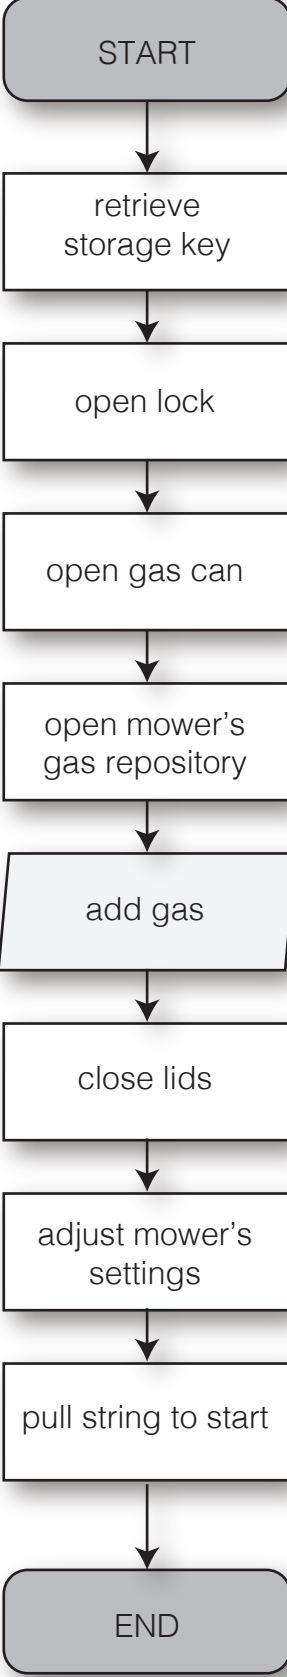 START
retrieve
storage key
open lock
open gas can
open mower’s
gas repository
add gas
close lids
adjust mower’s
settings
pull string to start
END